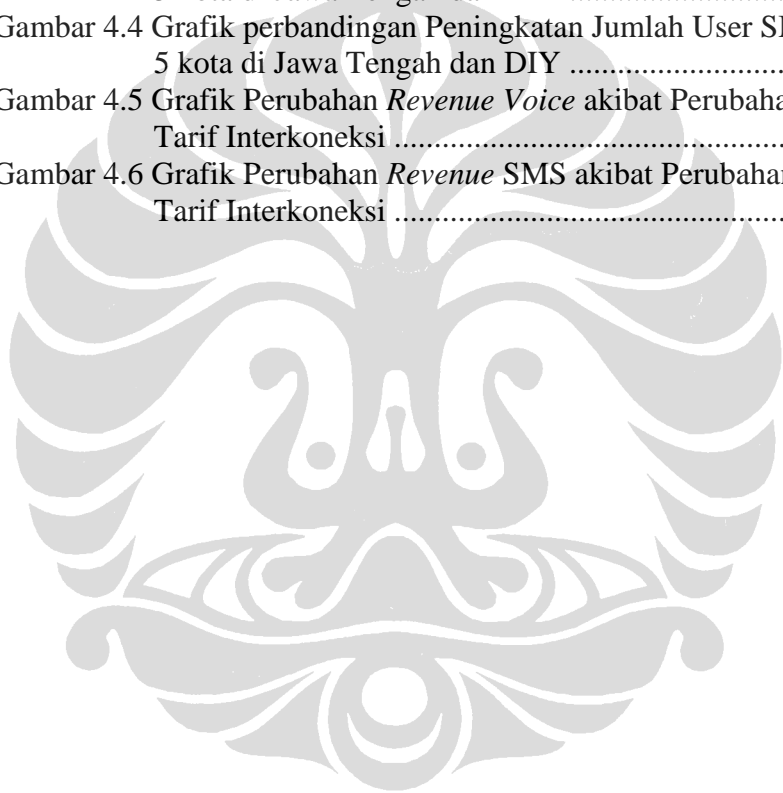 Gambar 4.4 Grafik perbandingan Peningkatan Jumlah User
5 kota di Jawa Tengah dan DIY ........................
Gambar 4.5 Grafik Perubahan Revenue Voice akibat
Tarif Interkoneksi .............................................
Gambar 4.6 Grafik Perubahan Revenue SMS akibat Perubahan
Tarif Interkoneksi .............................................